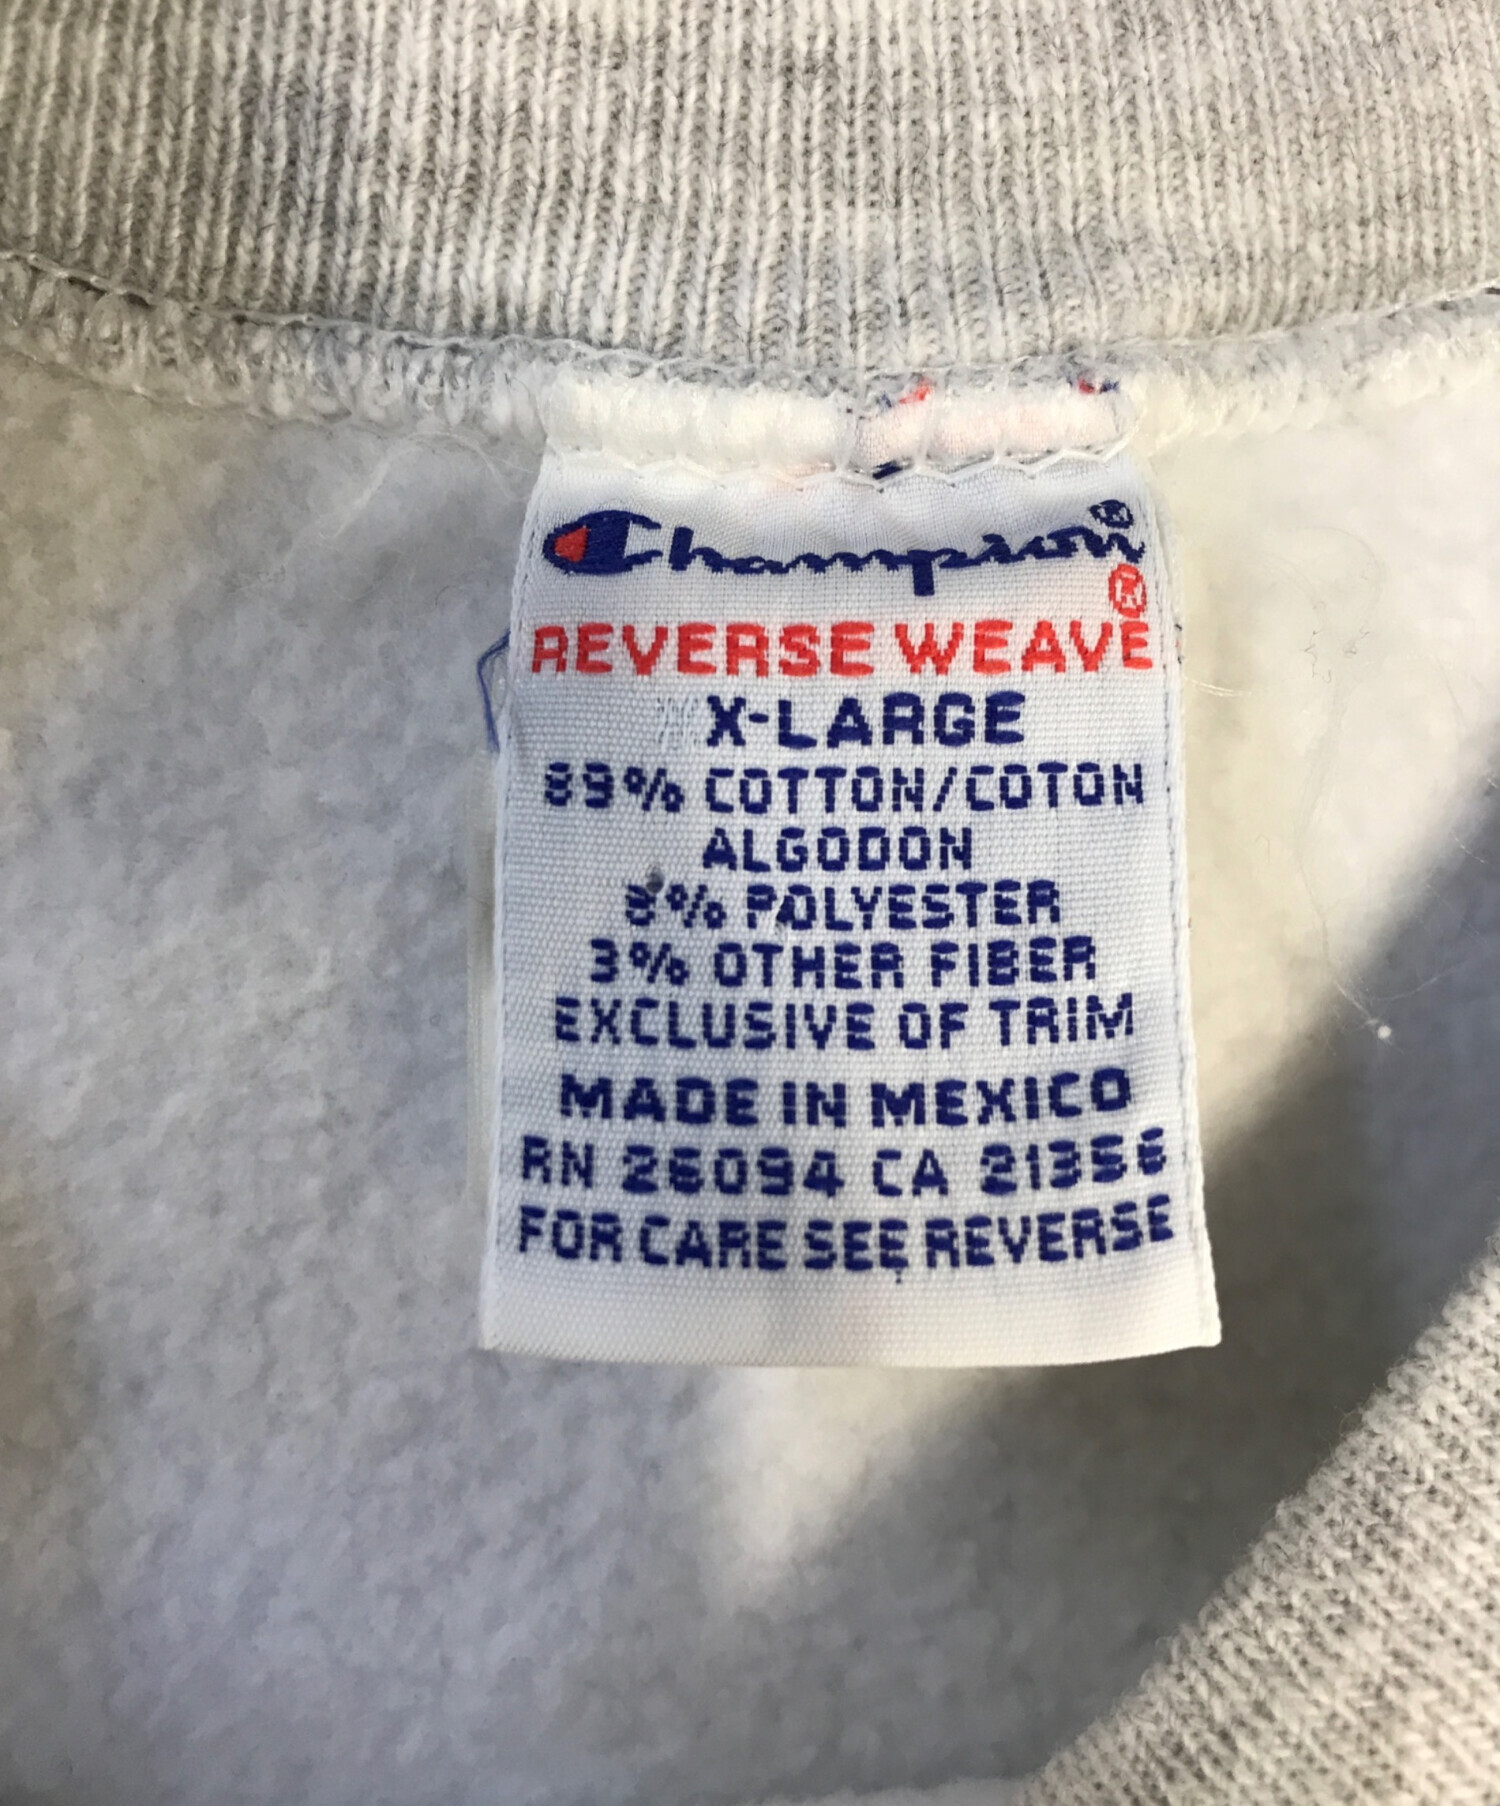 Champion®
REVERSE WEAVE®
X-LARGE
89% COTTON/COTON
ALGODON
8% POLYESTER
3% OTHER FIBER
EXCLUSIVE OF TRIM
MADE IN MEXICO
RN 26094 CA 21356
FOR CARE SEE REVERSE